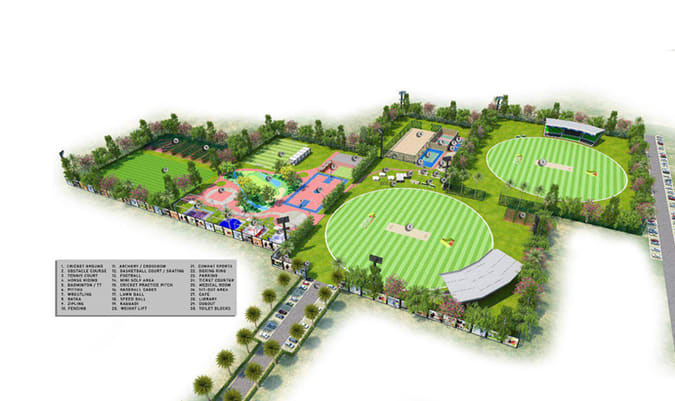 1. CRICKET GROUND
2. OBSTACLE COURSE
3. TENNIS COURT
4. HORSE RIDING
5. BADMINTON / TT
6. PITTHU
7. WRESTLING
8. GATKA
9. ZIPLING
10. FENCING
11. ARCHERY / CROSSBOW
12. BASKETBALL COURT / SKATING
13. FOOTBALL
14. MINI GOLF AREA
15. CRICKET PRACTICE PITCH
16. BASEBALL CAGES
17. LAWN BALL
18. SPEED BALL
19. KABADDI
20. WEIGHT LIFT
21. COMBAT SPORTS
22. BOXING RING
23. PARKING
24. TICKET COUNTER
25. MEDICAL ROOM
26. SIT-OUT AREA
27. CAFE
28. LIBRARY
29. DUGOUT
30. TOILET BLOCKS